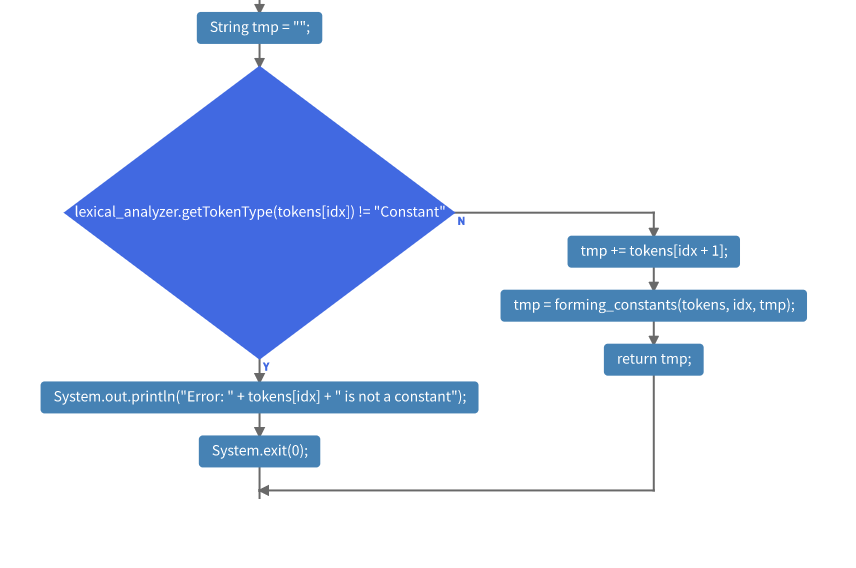 String tmp = "";
lexical_analyzer.getTokenType(tokens[idx]) != "Constant"
N
tmp += tokens[idx + 1];
tmp = forming_constants(tokens, idx, tmp);
return tmp;
Y
System.out.println("Error: " + tokens[idx] + " is not a constant");
System.exit(0);